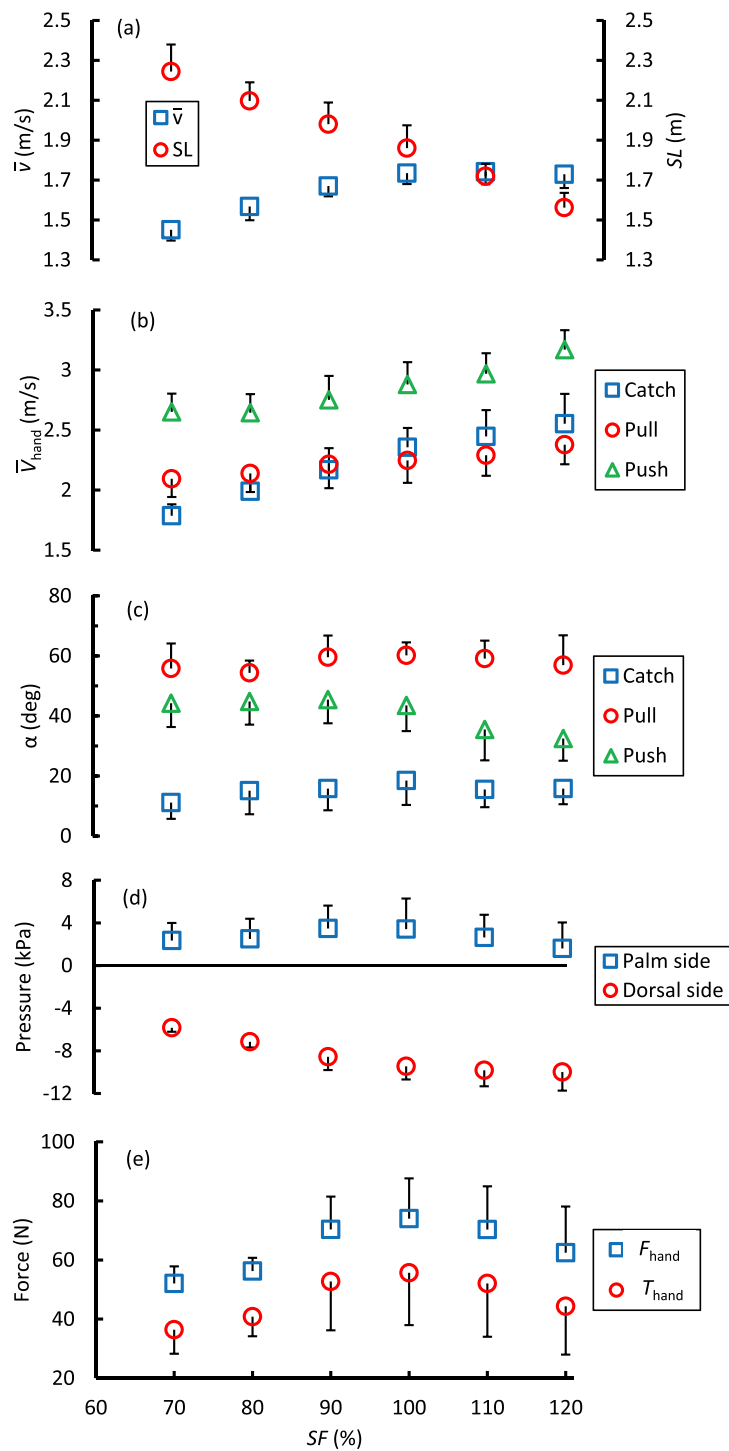 (a)
2.5
2.3
2.1
1.9
1.7
1.5
1.3
v̅ (m/s)
v̅
SL
2.5
2.3
2.1
1.9
1.7
1.5
1.3
SL (m)
(b)
3.5
3
2.5
2
1.5
V̅hand (m/s)
Catch
Pull
Push
(c)
80
60
40
20
0
α (deg)
Catch
Pull
Push
(d)
8
4
0
-4
-8
-12
Pressure (kPa)
Palm side
Dorsal side
(e)
100
80
60
40
20
Force (N)
Fhand
Thand
60 70 80 90 100 110 120
SF (%)